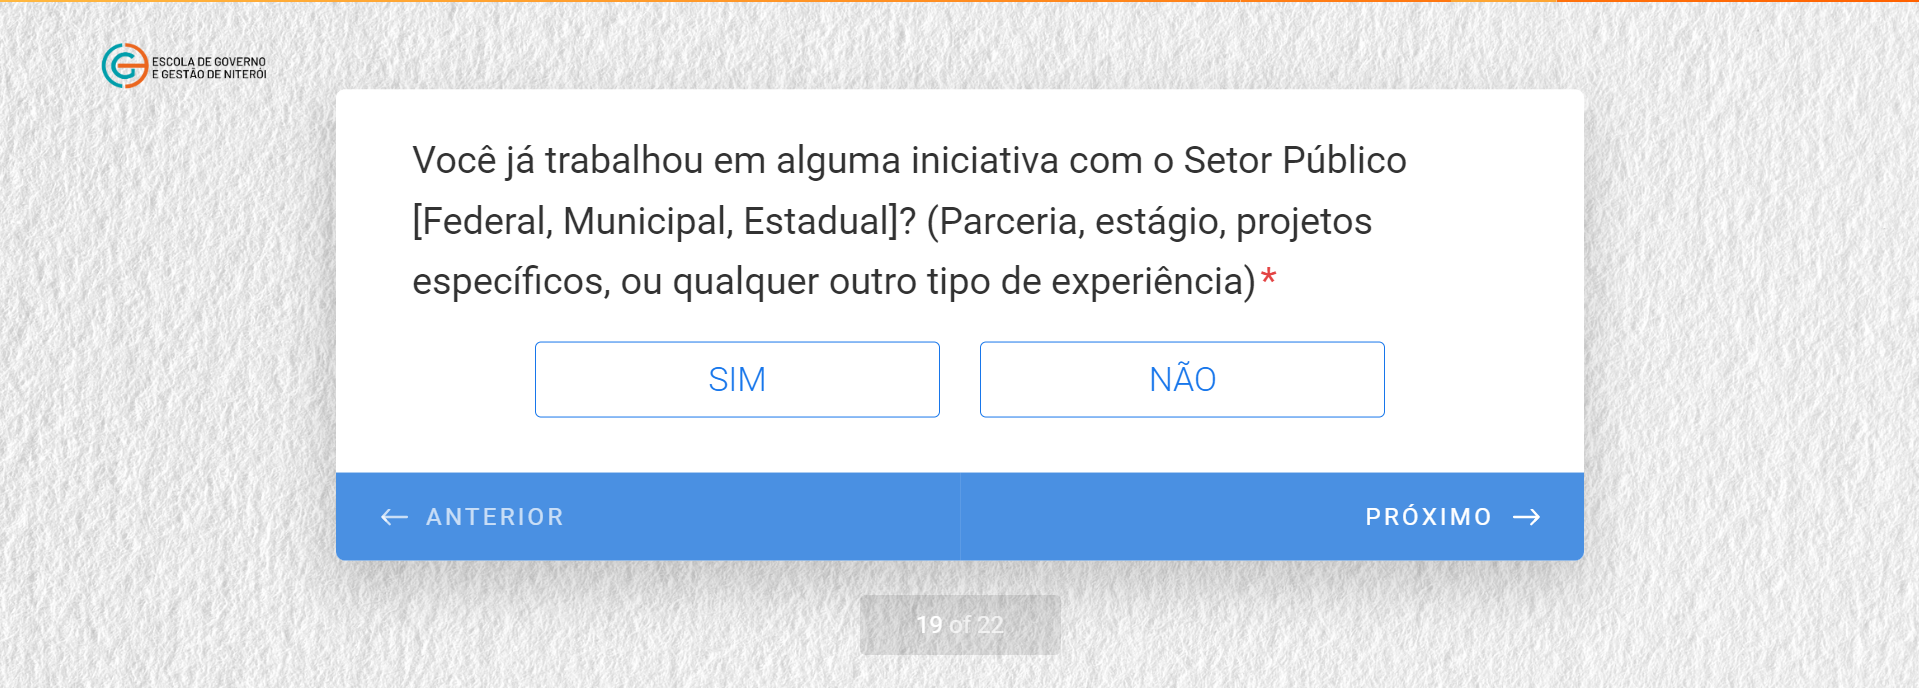 ESCOLA DE GOVERNO
E GESTÃO DE NITERÓI
Você já trabalhou em alguma iniciativa com o Setor Público
[Federal, Municipal, Estadual]? (Parceria, estágio, projetos
específicos, ou qualquer outro tipo de experiência)*
SIM NÃO
← ANTERIOR PRÓXIMO →
19 of 22